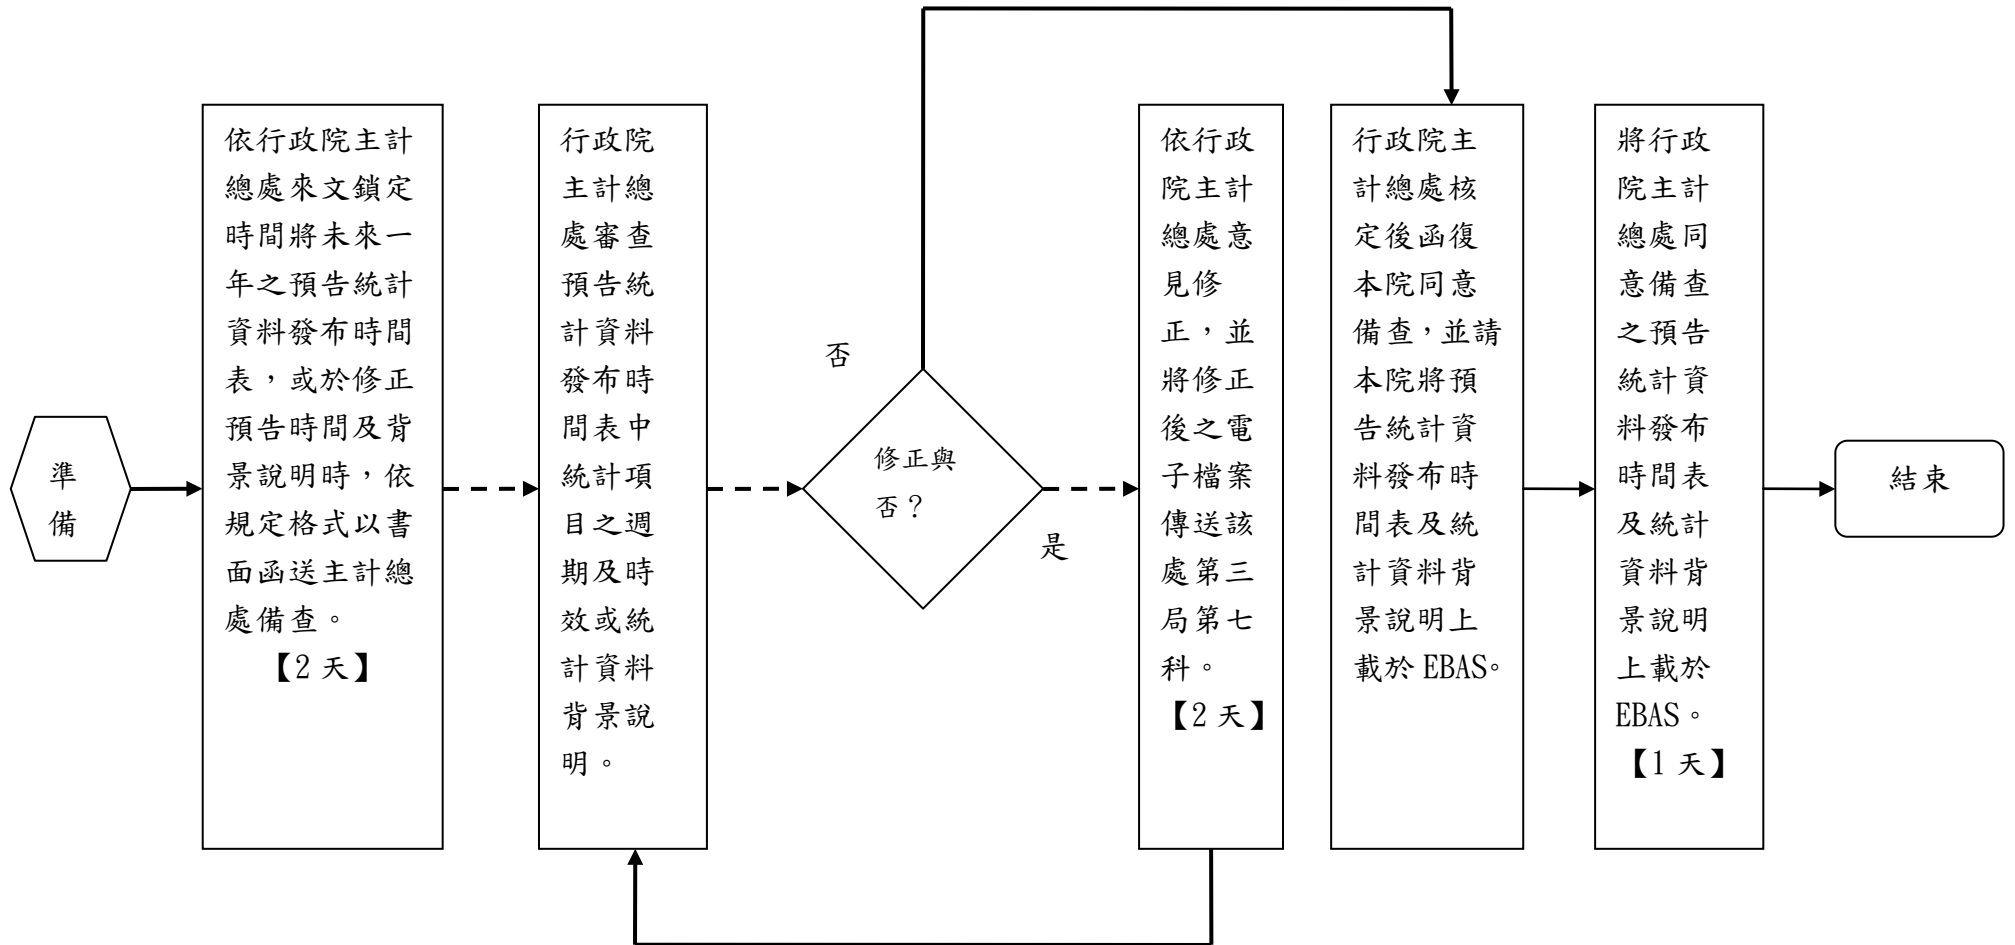 準
備
依行政院主計
總處來文鎖定
時間將未來一
年之預告統計
資料發布時間
表，或於修正
預告時間及背
景說明時，依
規定格式以書
面函送主計總
處備查。
【2 天】
行政院
主計總
處審查
預告統
計資料
發布時
間表中
統計項
目之週
期及時
效或統
計資料
背景說
明。
否
修正與
否？
是
依行政
院主計
總處意
見修
正，並
將修正
後之電
子檔案
傳送該
處第三
局第七
科。
【2 天】
行政院主
計總處核
定後函復
本院同意
備查，並請
本院將預
告統計資
料發布時
間表及統
計資料背
景說明上
載於 EBAS。
將行政
院主計
總處同
意備查
之預告
統計資
料發布
時間表
及統計
資料背
景說明
上載於
EBAS。
【1 天】
結束